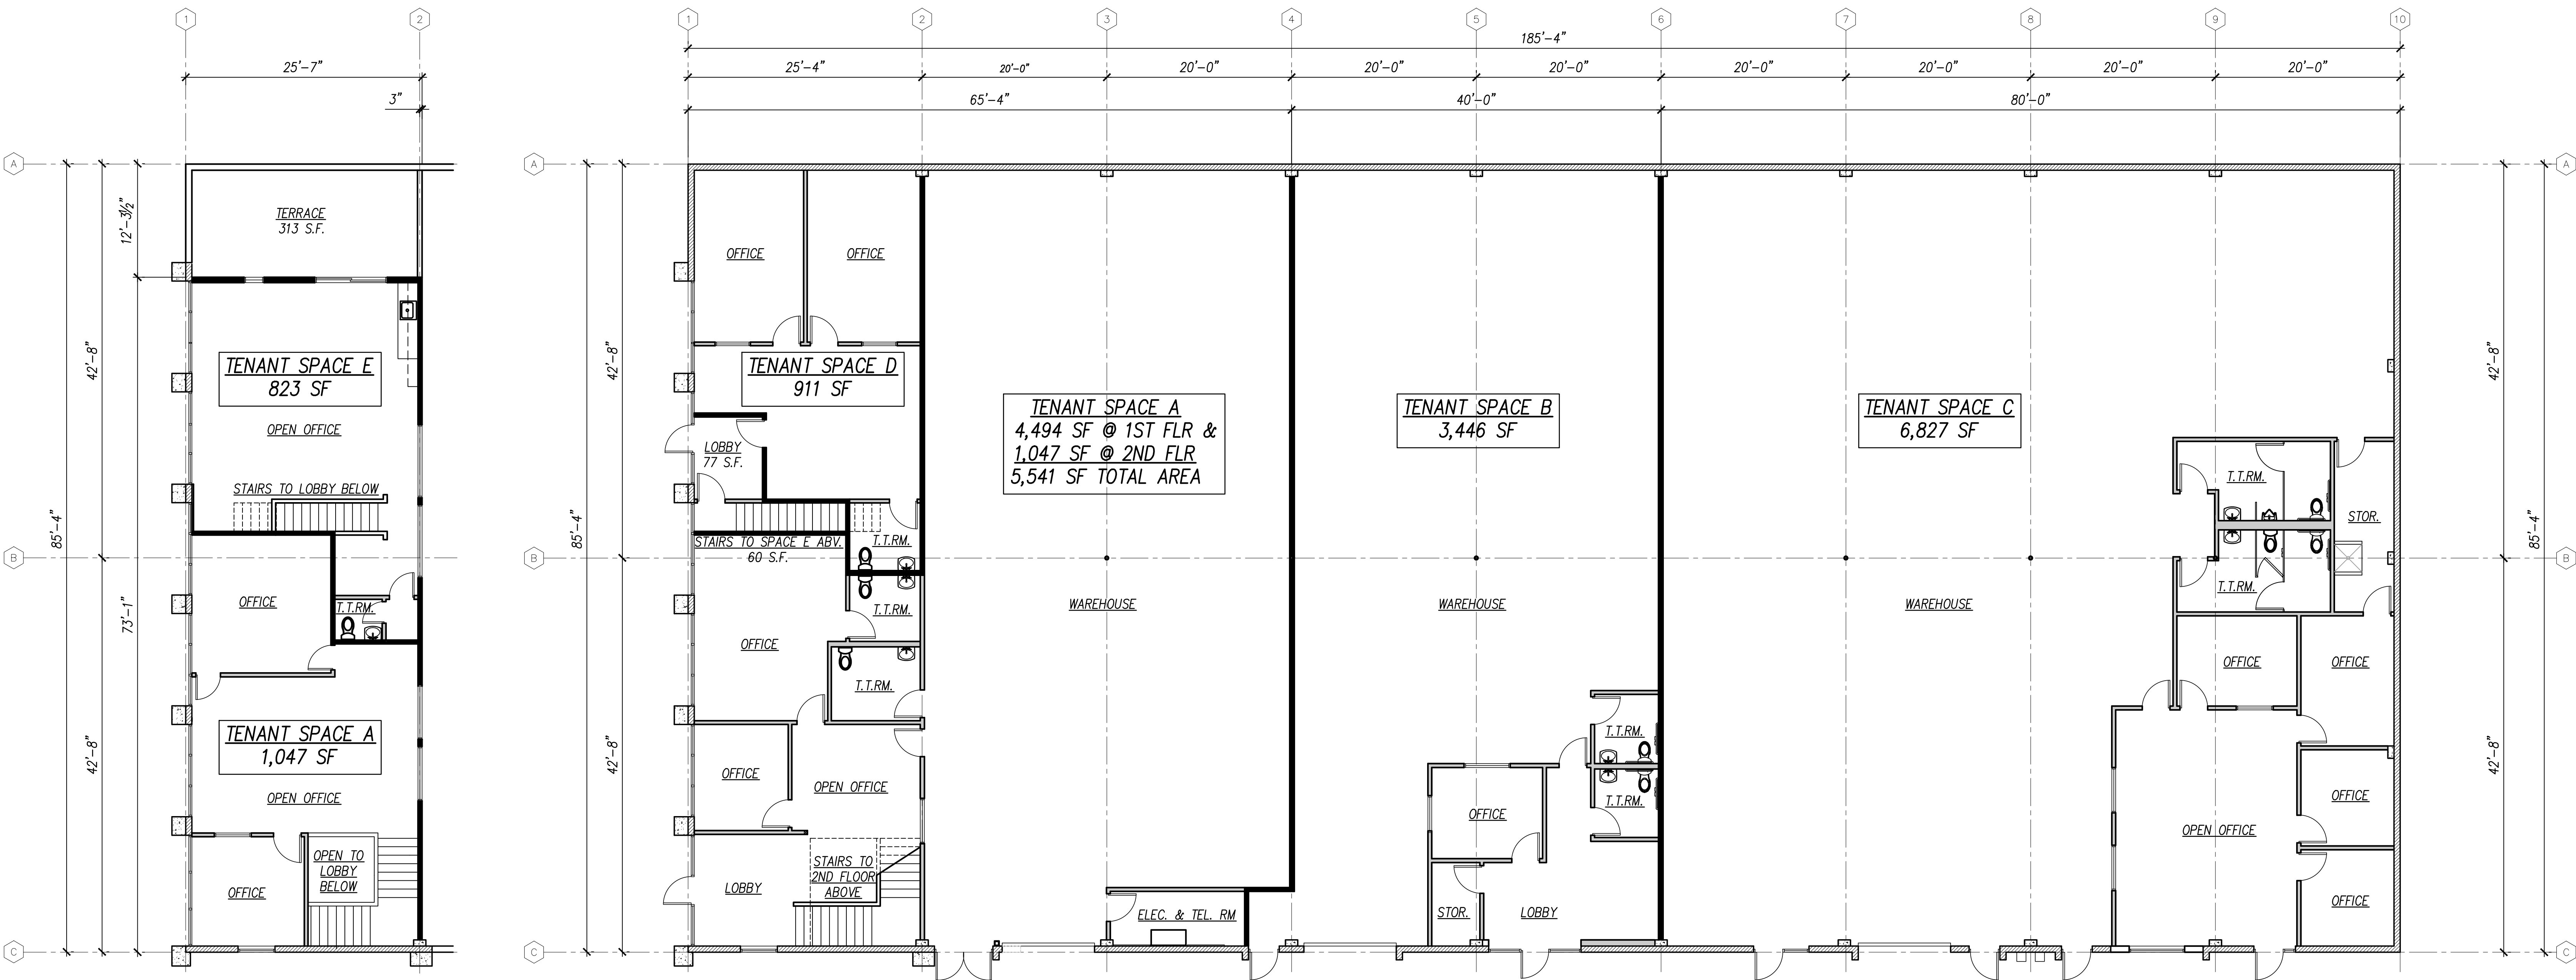 1
2
1
2
3
4
5
6
7
8
9
10
185'-4"
25'-7"
25'-4"
20'-0"
20'-0"
20'-0"
20'-0"
20'-0"
20'-0"
20'-0"
20'-0"
3"
65'-4"
40'-0"
80'-0"
A
A
A
TERRACE
313 S.F.
12'-3½"
42'-8"
85'-4"
73'-1"
42'-8"
TENANT SPACE E
823 SF
OPEN OFFICE
STAIRS TO LOBBY BELOW
B
OFFICE
T.T.RM.
TENANT SPACE A
1,047 SF
OPEN OFFICE
OPEN TO
LOBBY
BELOW
OFFICE
C
85'-4"
42'-8"
42'-8"
B
C
OFFICE
OFFICE
TENANT SPACE D
911 SF
LOBBY
77 S.F.
STAIRS TO SPACE E ABV.
60 S.F.
T.T.RM.
T.T.RM.
OFFICE
T.T.RM.
OFFICE
OPEN OFFICE
LOBBY
STAIRS TO
2ND FLOOR
ABOVE
TENANT SPACE A
4,494 SF @ 1ST FLR &
1,047 SF @ 2ND FLR
5,541 SF TOTAL AREA
WAREHOUSE
ELEC. & TEL. RM
TENANT SPACE B
3,446 SF
WAREHOUSE
T.T.RM.
T.T.RM.
OFFICE
STOR.
LOBBY
TENANT SPACE C
6,827 SF
WAREHOUSE
T.T.RM.
STOR.
T.T.RM.
OFFICE
OFFICE
OFFICE
OPEN OFFICE
OFFICE
42'-8"
85'-4"
42'-8"
B
C